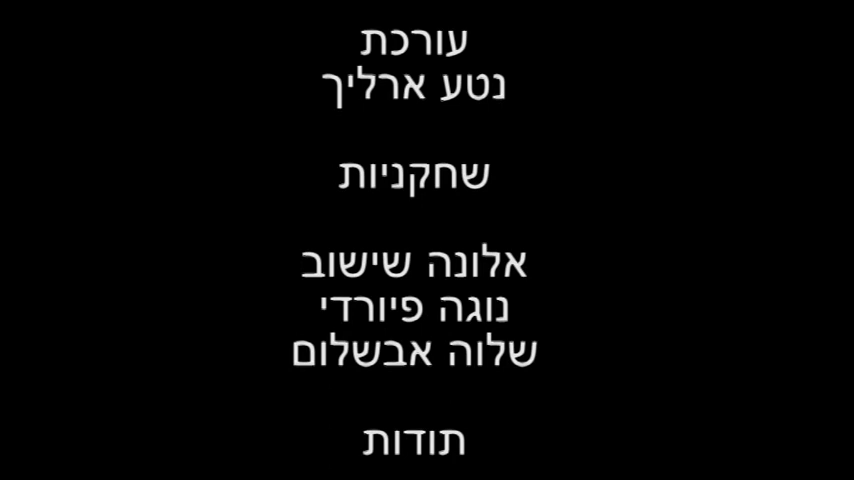 עורכת
נטע ארליך
שחקניות
אלונה שישוב
נוגה פיורדי
שלוה אבשלום
תודות